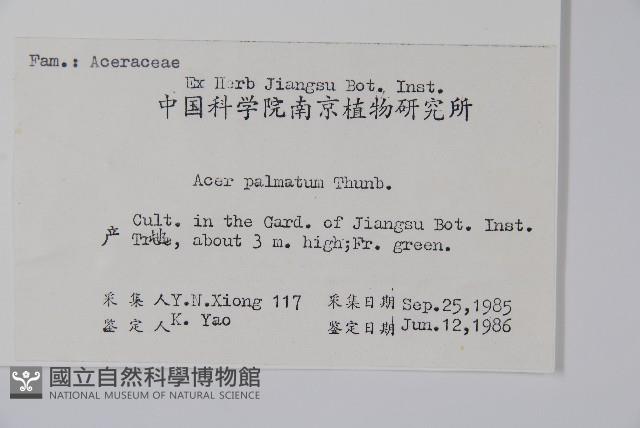 Fam.: Aceraceae
Ex Herb Jiangsu Bot. Inst.
中国科学院南京植物研究所
Acer palmatum Thunb.
Cult. in the Gard. of Jiangsu Bot. Inst.
产地 Tree, about 3 m. high;Fr. green.
采集人 Y.N.Xiong 117 采集日期 Sep.25,1985
鉴定人 K. Yao 鉴定日期 Jun.12,1986
國立自然科學博物館
NATIONAL MUSEUM OF NATURAL SCIENCE